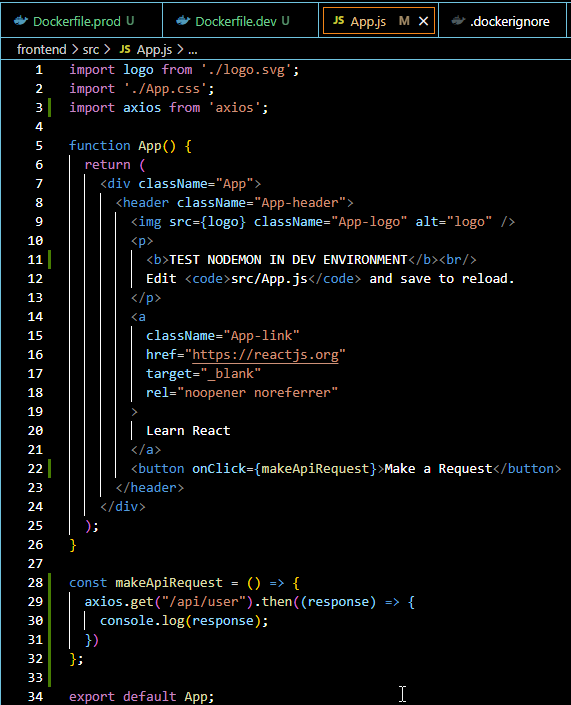 Dockerfile.prod U
Dockerfile.dev U
JS App.js M
.dockerignore
frontend > src > JS App.js > ...
1 import logo from './logo.svg';
2 import './App.css';
3 import axios from 'axios';
4
5 function App() {
6 return (
7 <div className="App">
8 <header className="App-header">
9 <img src={logo} className="App-logo" alt="logo" />
10 <p>
11 <b>TEST NODEMON IN DEV ENVIRONMENT</b><br/>
12 Edit <code>src/App.js</code> and save to reload.
13 </p>
14 <a
15 className="App-link"
16 href="https://reactjs.org"
17 target="_blank"
18 rel="noopener noreferrer"
19 >
20 Learn React
21 </a>
22 <button onClick={makeApiRequest}>Make a Request</button>
23 </header>
24 </div>
25 );
26 }
27
28 const makeApiRequest = () => {
29 axios.get("/api/user").then((response) => {
30 console.log(response);
31 })
32 };
33
34 export default App;